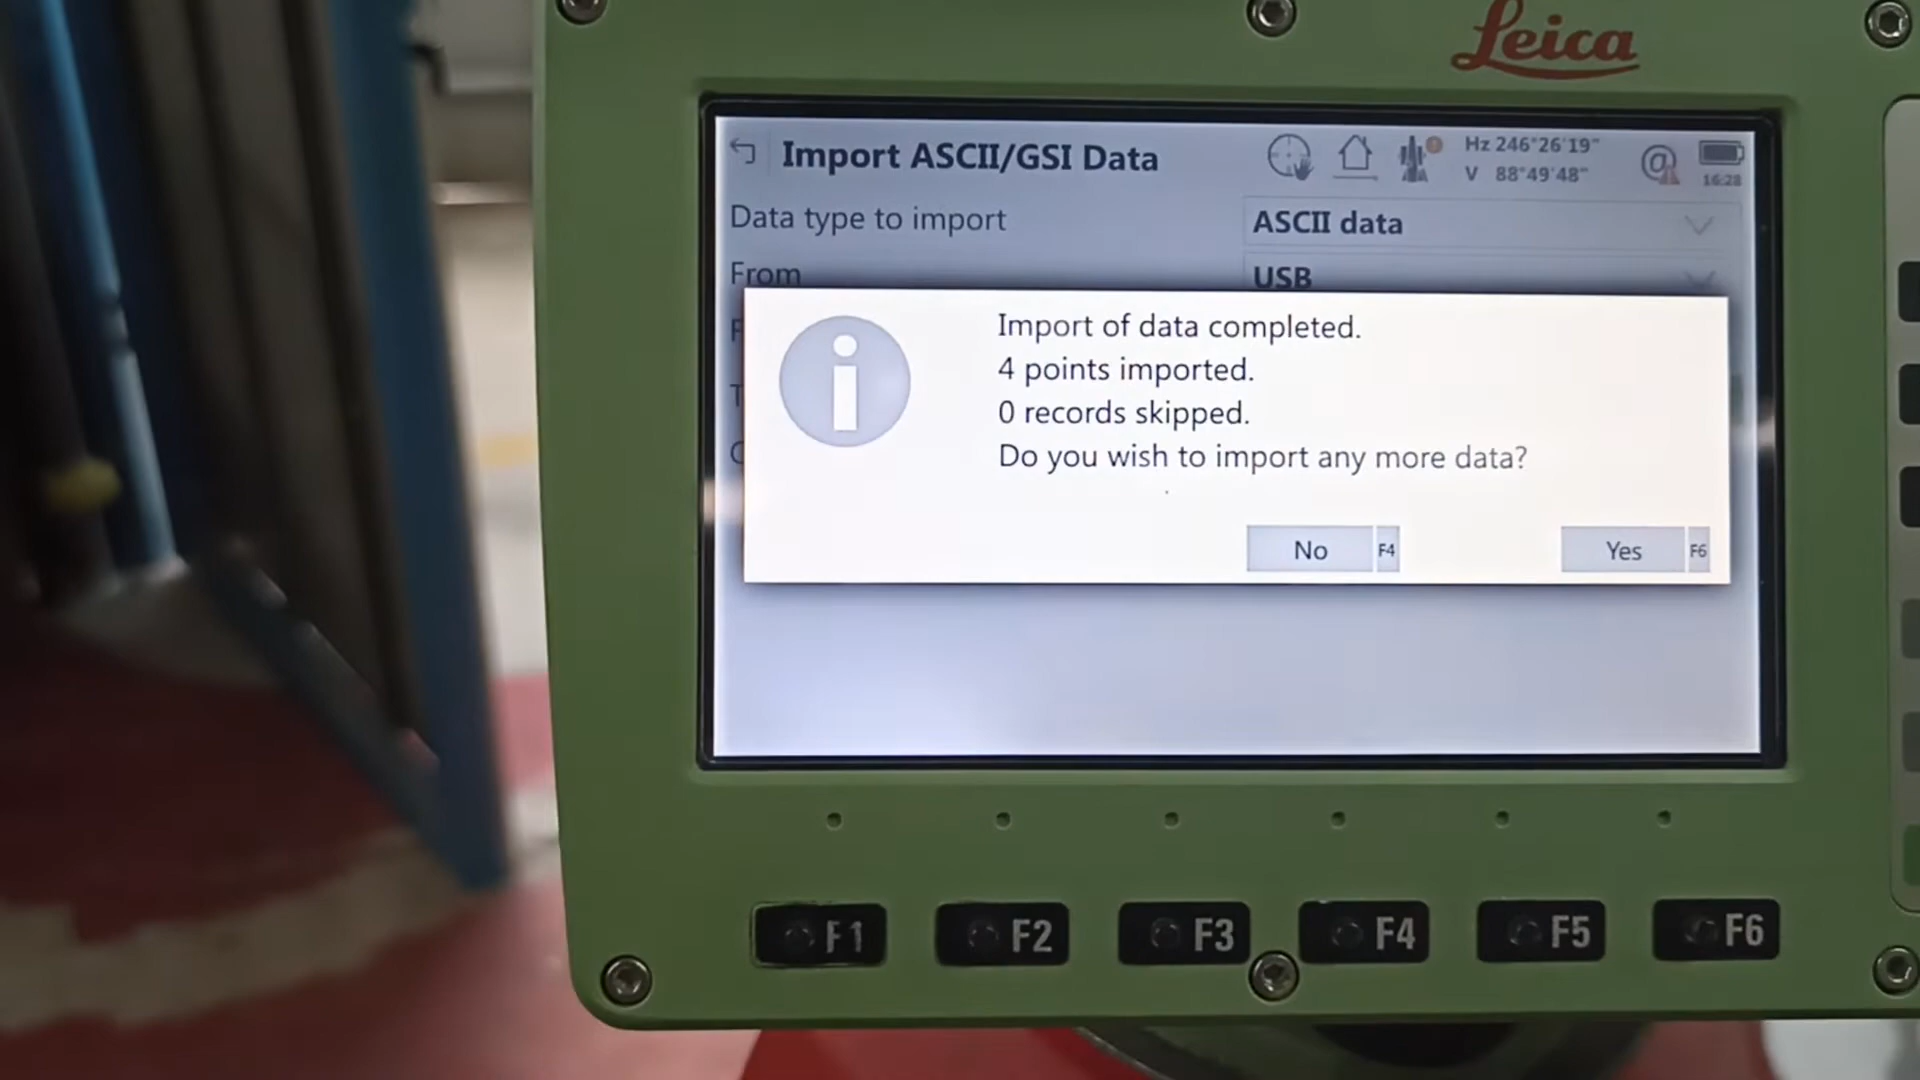 Leica
Import ASCII/GSI Data
Hz 246°26'19"
V 88°49'48"
16:28
Data type to import
ASCII data
From
USB
Import of data completed.
4 points imported.
0 records skipped.
Do you wish to import any more data?
No F4
Yes F6
F1 F2 F3 F4 F5 F6